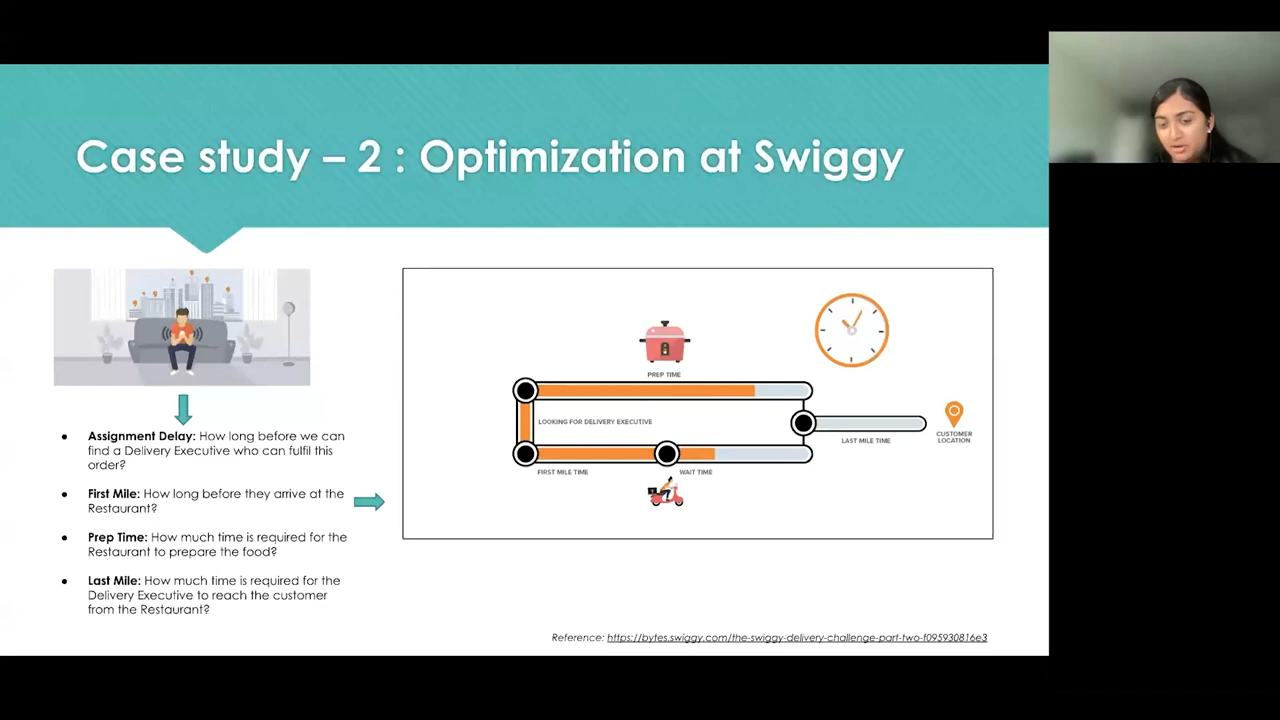 Case study – 2 : Optimization at Swiggy
● Assignment Delay: How long before we can
find a Delivery Executive who can fulfil this
order?
● First Mile: How long before they arrive at the
Restaurant?
● Prep Time: How much time is required for the
Restaurant to prepare the food?
● Last Mile: How much time is required for the
Delivery Executive to reach the customer
from the Restaurant?
PREP TIME
LOOKING FOR DELIVERY EXECUTIVE
FIRST MILE TIME
WAIT TIME
LAST MILE TIME
CUSTOMER
LOCATION
Reference: https://bytes.swiggy.com/the-swiggy-delivery-challenge-part-two-f095930816e3